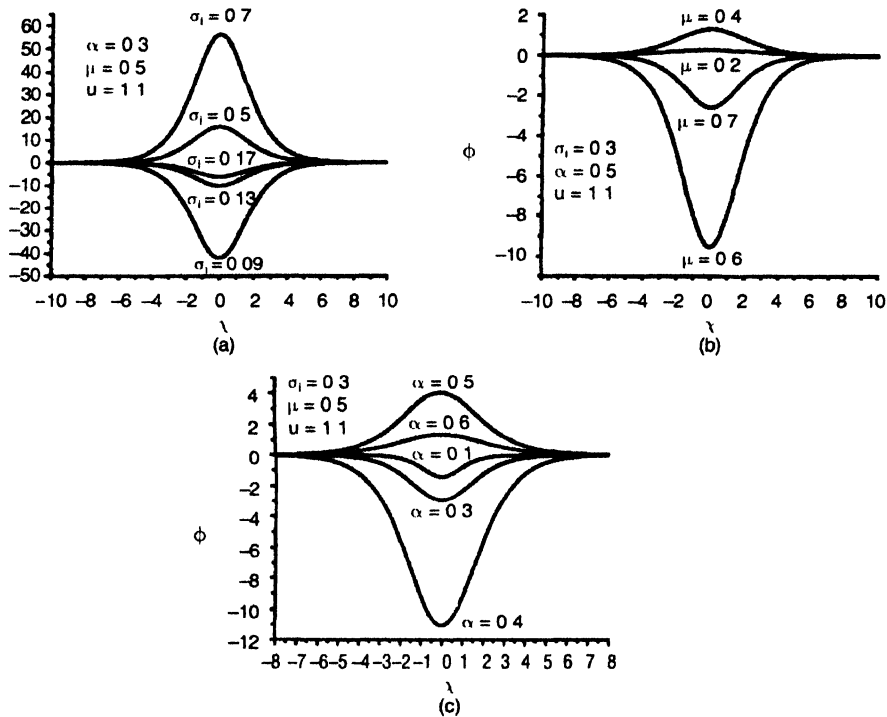 60
50
40
30
20
10
0
−10
−20
−30
−40
−50
α = 0 3
μ = 0 5
u = 1 1
σi = 0 7
σi = 0 5
σi = 0 17
σi = 0 13
σi = 0 09
−10 −8 −6 −4 −2 0 2 4 6 8 10
χ
(a)
2
0
−2
−4
−6
−8
−10
ϕ
μ = 0 4
μ = 0 2
μ = 0 7
σi = 0 3
α = 0 5
u = 1 1
μ = 0 6
−10 −8 −6 −4 −2 0 2 4 6 8 10
χ
(b)
4
2
0
−2
−4
−6
−8
−10
−12
ϕ
σi = 0 3
μ = 0 5
u = 1 1
α = 0 5
α = 0 6
α = 0 1
α = 0 3
α = 0 4
−8 −7 −6 −5 −4 −3 −2 −1 0 1 2 3 4 5 6 7 8
χ
(c)